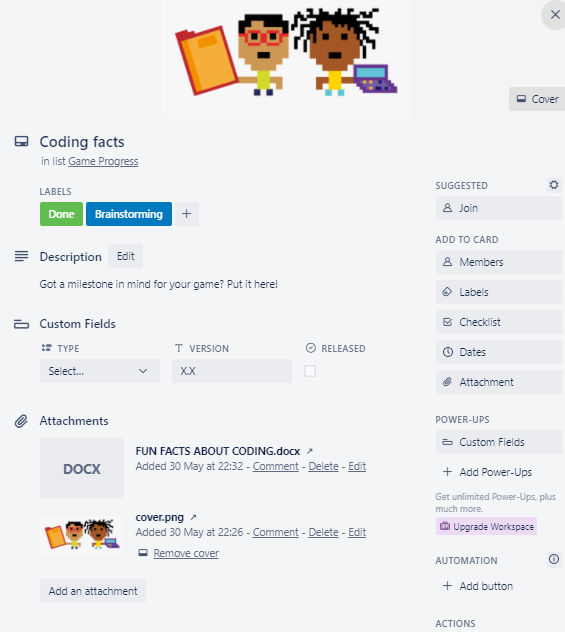 Cover
Coding facts
in list Game Progress
LABELS
Done Brainstorming
Description Edit
Got a milestone in mind for your game? Put it here!
Custom Fields
TYPE VERSION RELEASED
Select... X.X
Attachments
DOCX
FUN FACTS ABOUT CODING.docx ↗
Added 30 May at 22:32 - Comment - Delete - Edit
cover.png ↗
Added 30 May at 22:26 - Comment - Delete - Edit
Remove cover
Add an attachment
SUGGESTED
Join
ADD TO CARD
Members
Labels
Checklist
Dates
Attachment
POWER-UPS
Custom Fields
+ Add Power-Ups
Get unlimited Power-Ups, plus
much more.
Upgrade Workspace
AUTOMATION
+ Add button
ACTIONS